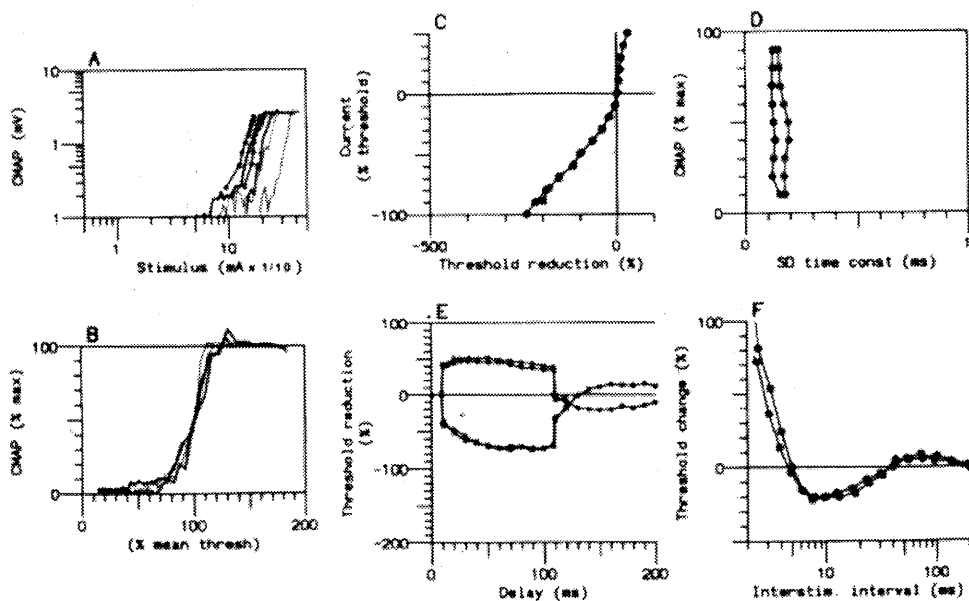 A
CMAP (mV)
10
1
1
1
10
Stimulus (mA x 1/10)
B
CMAP (% max)
100
0
0
100
200
(% mean thresh)
C
Current
(% threshold)
0
-100
-500
0
Threshold reduction (%)
D
CMAP (% max)
100
0
0
1
SD time const (ms)
E
Threshold reduction
(%)
100
0
-100
-200
0
100
200
Delay (ms)
F
Threshold change (%)
100
0
10
100
Interstim. interval (ms)